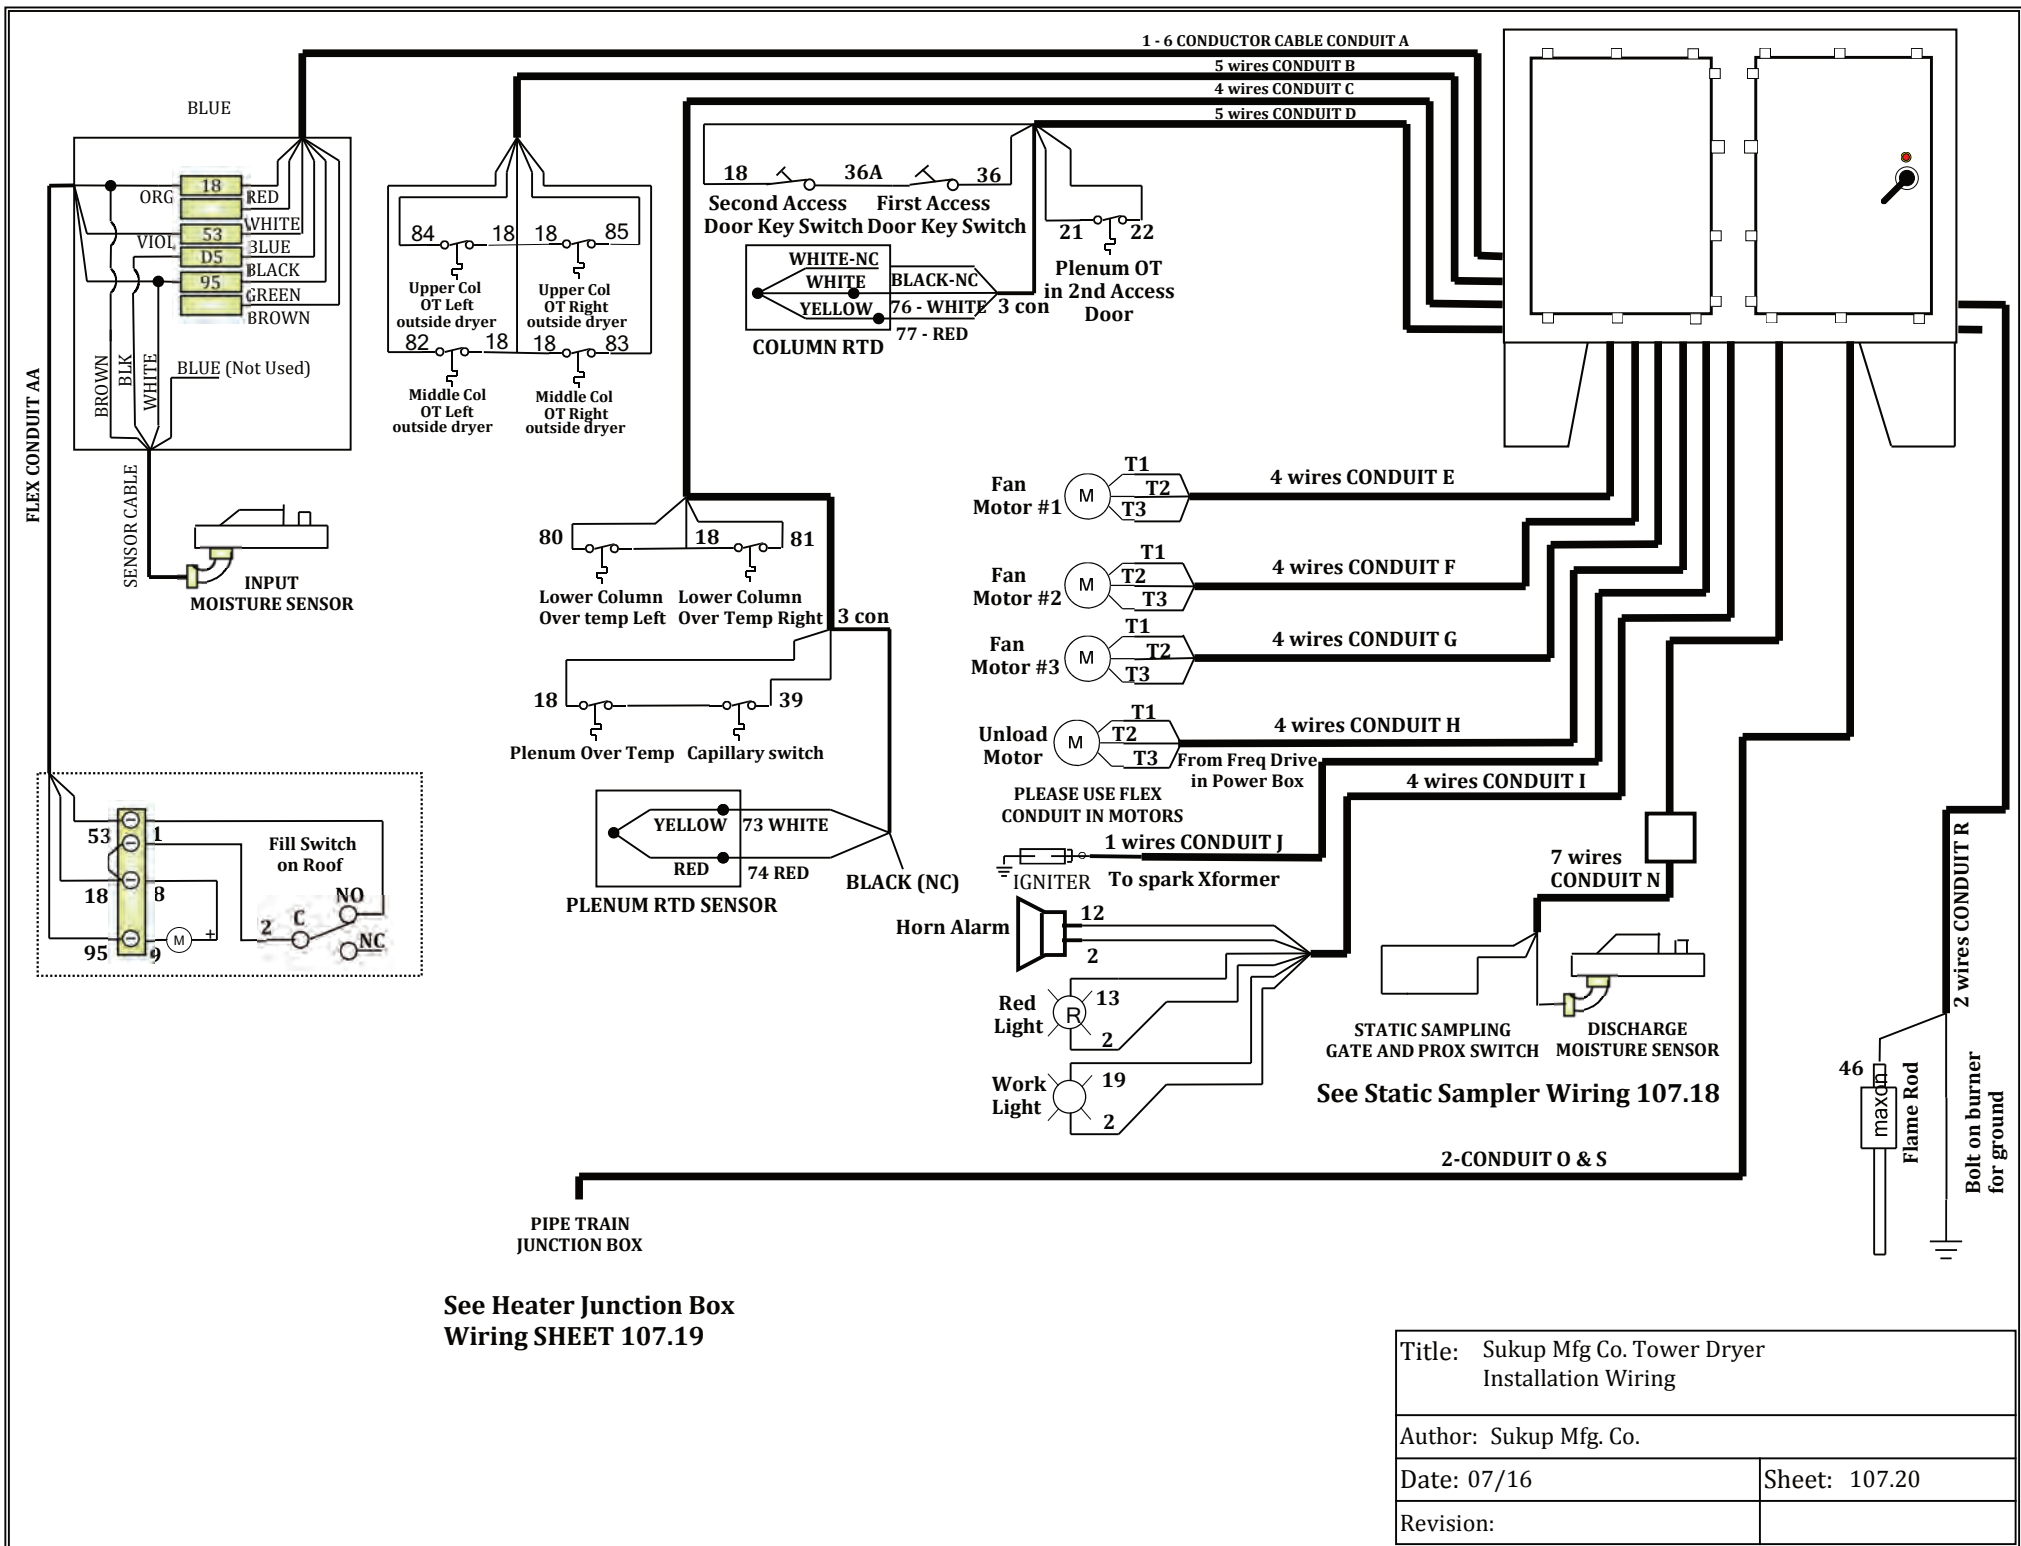 1 - 6 CONDUCTOR CABLE CONDUIT A
5 wires CONDUIT B
4 wires CONDUIT C
5 wires CONDUIT D
BLUE
18
ORG
RED
WHITE
53
VIOL
BLUE
D5
BLACK
95
GREEN
BROWN
BROWN
BLK
WHITE
BLUE (Not Used)
FLEX CONDUIT AA
SENSOR CABLE
INPUT
MOISTURE SENSOR
84
18
18
85
Upper Col
OT Left
outside dryer
Upper Col
OT Right
outside dryer
82
18
18
83
Middle Col
OT Left
outside dryer
Middle Col
OT Right
outside dryer
18
36A
36
Second Access
Door Key Switch
First Access
Door Key Switch
21
22
Plenum OT
in 2nd Access
Door
WHITE-NC
WHITE
YELLOW
BLACK-NC
76 - WHITE
77 - RED
3 con
COLUMN RTD
80
18
81
Lower Column
Over temp Left
Lower Column
Over Temp Right
3 con
18
39
Plenum Over Temp
Capillary switch
YELLOW
73 WHITE
RED
74 RED
BLACK (NC)
PLENUM RTD SENSOR
53
1
18
8
95
9
Fill Switch
on Roof
NO
C
2
NC
M
+
Fan
Motor #1
M
T1
T2
T3
4 wires CONDUIT E
Fan
Motor #2
M
T1
T2
T3
4 wires CONDUIT F
Fan
Motor #3
M
T1
T2
T3
4 wires CONDUIT G
Unload
Motor
M
T1
T2
T3
4 wires CONDUIT H
From Freq Drive
in Power Box
PLEASE USE FLEX
CONDUIT IN MOTORS
4 wires CONDUIT I
1 wires CONDUIT J
IGNITER
To spark Xformer
Horn Alarm
12
2
Red
Light
R
13
2
Work
Light
19
2
7 wires
CONDUIT N
STATIC SAMPLING
GATE AND PROX SWITCH
DISCHARGE
MOISTURE SENSOR
See Static Sampler Wiring 107.18
2 wires CONDUIT R
46
maxon
Flame Rod
Bolt on burner
for ground
2-CONDUIT O & S
PIPE TRAIN
JUNCTION BOX
See Heater Junction Box
Wiring SHEET 107.19
Title: Sukup Mfg Co. Tower Dryer
Installation Wiring
Author: Sukup Mfg. Co.
Date: 07/16
Sheet: 107.20
Revision: